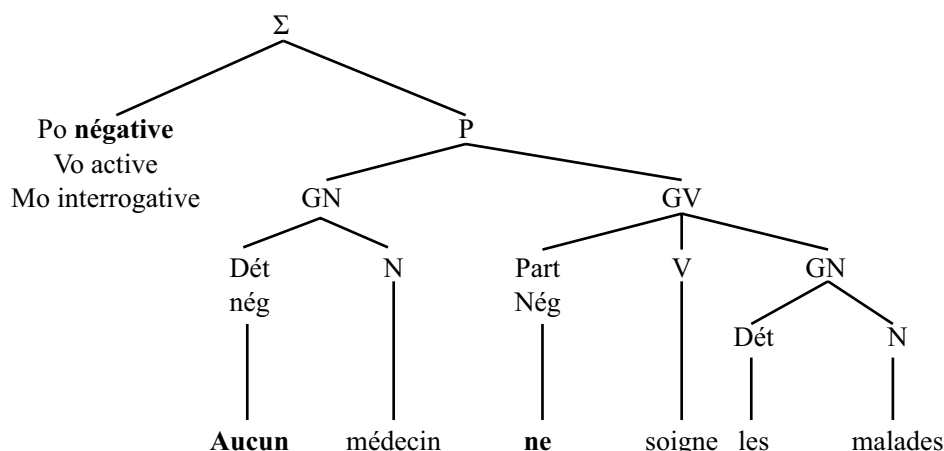 Σ
Po négative
P
Vo active
Mo interrogative
GN
GV
Dét
N
Part
V
GN
nég
Nég
Dét
N
Aucun médecin ne soigne les malades